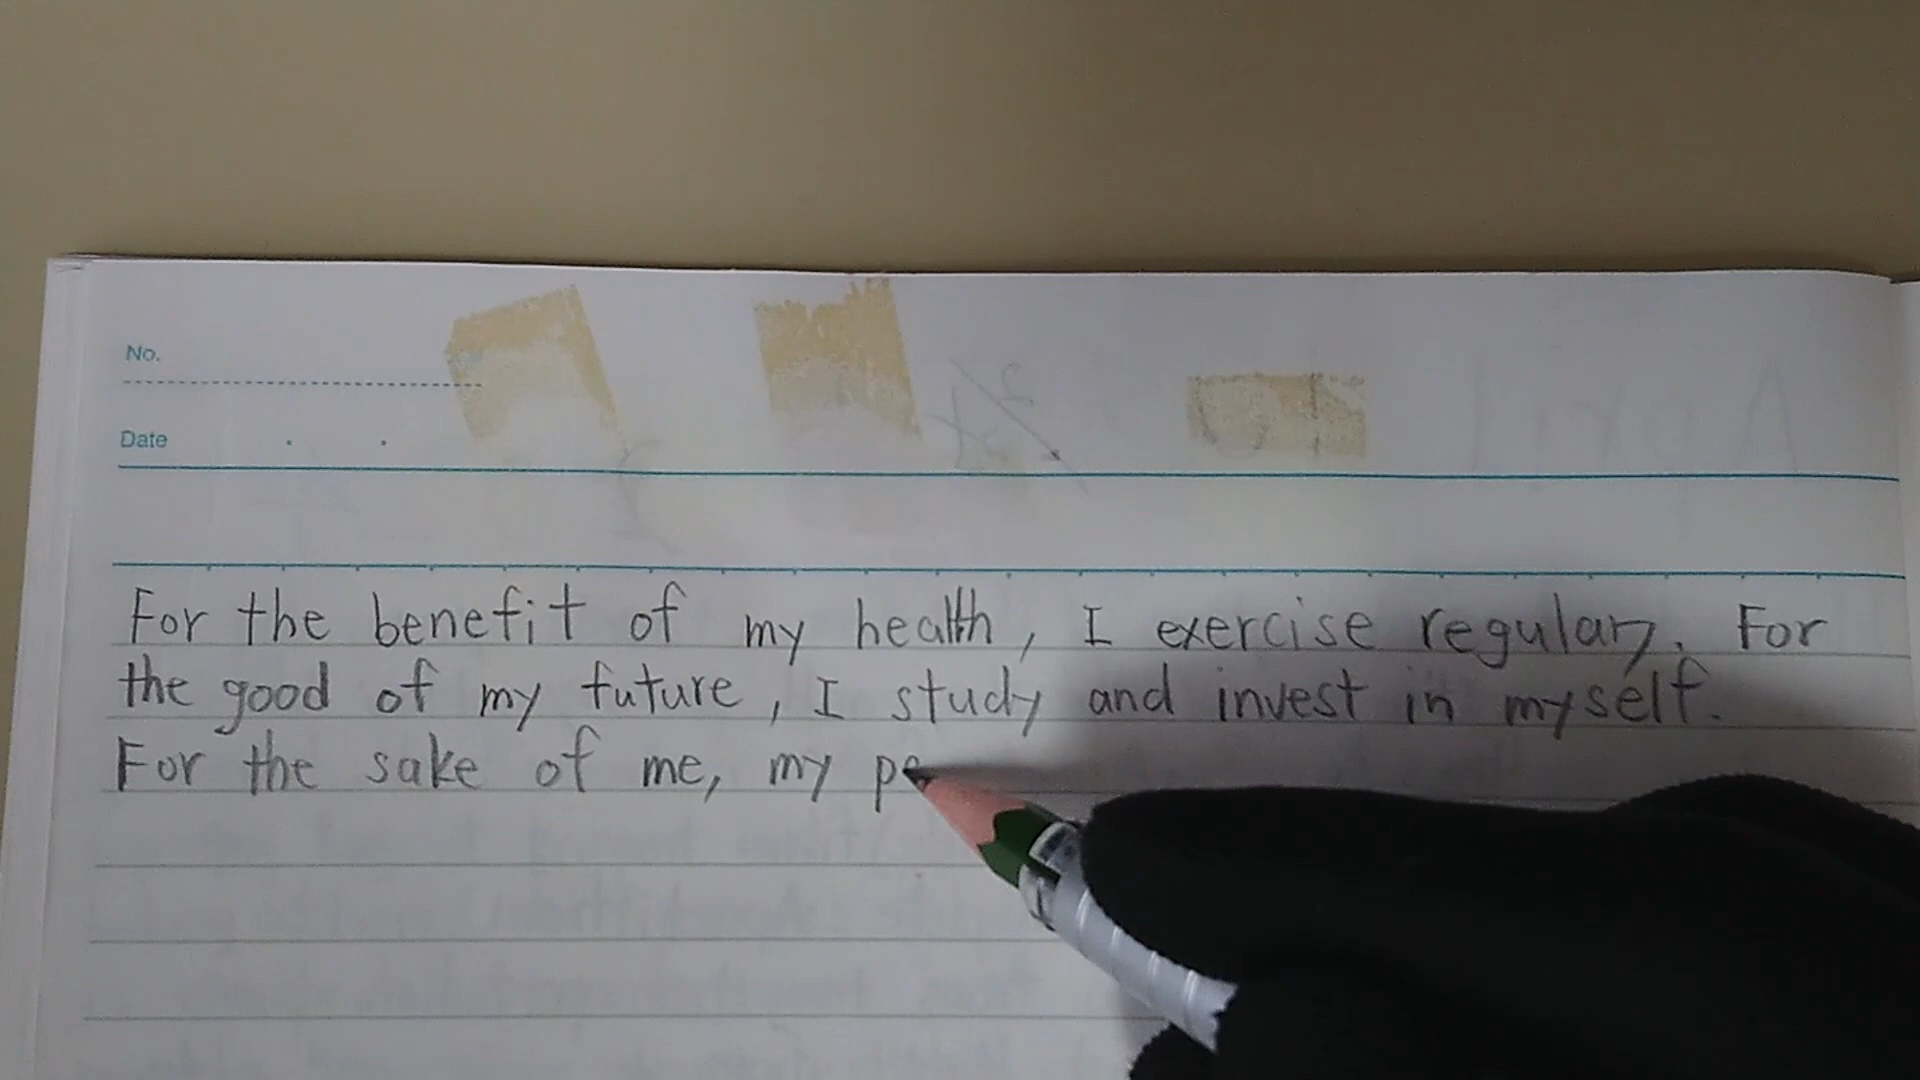 No.
Date
For the benefit of my health, I exercise regulary. For
the good of my future, I study and invest in myself.
For the sake of me, my pe